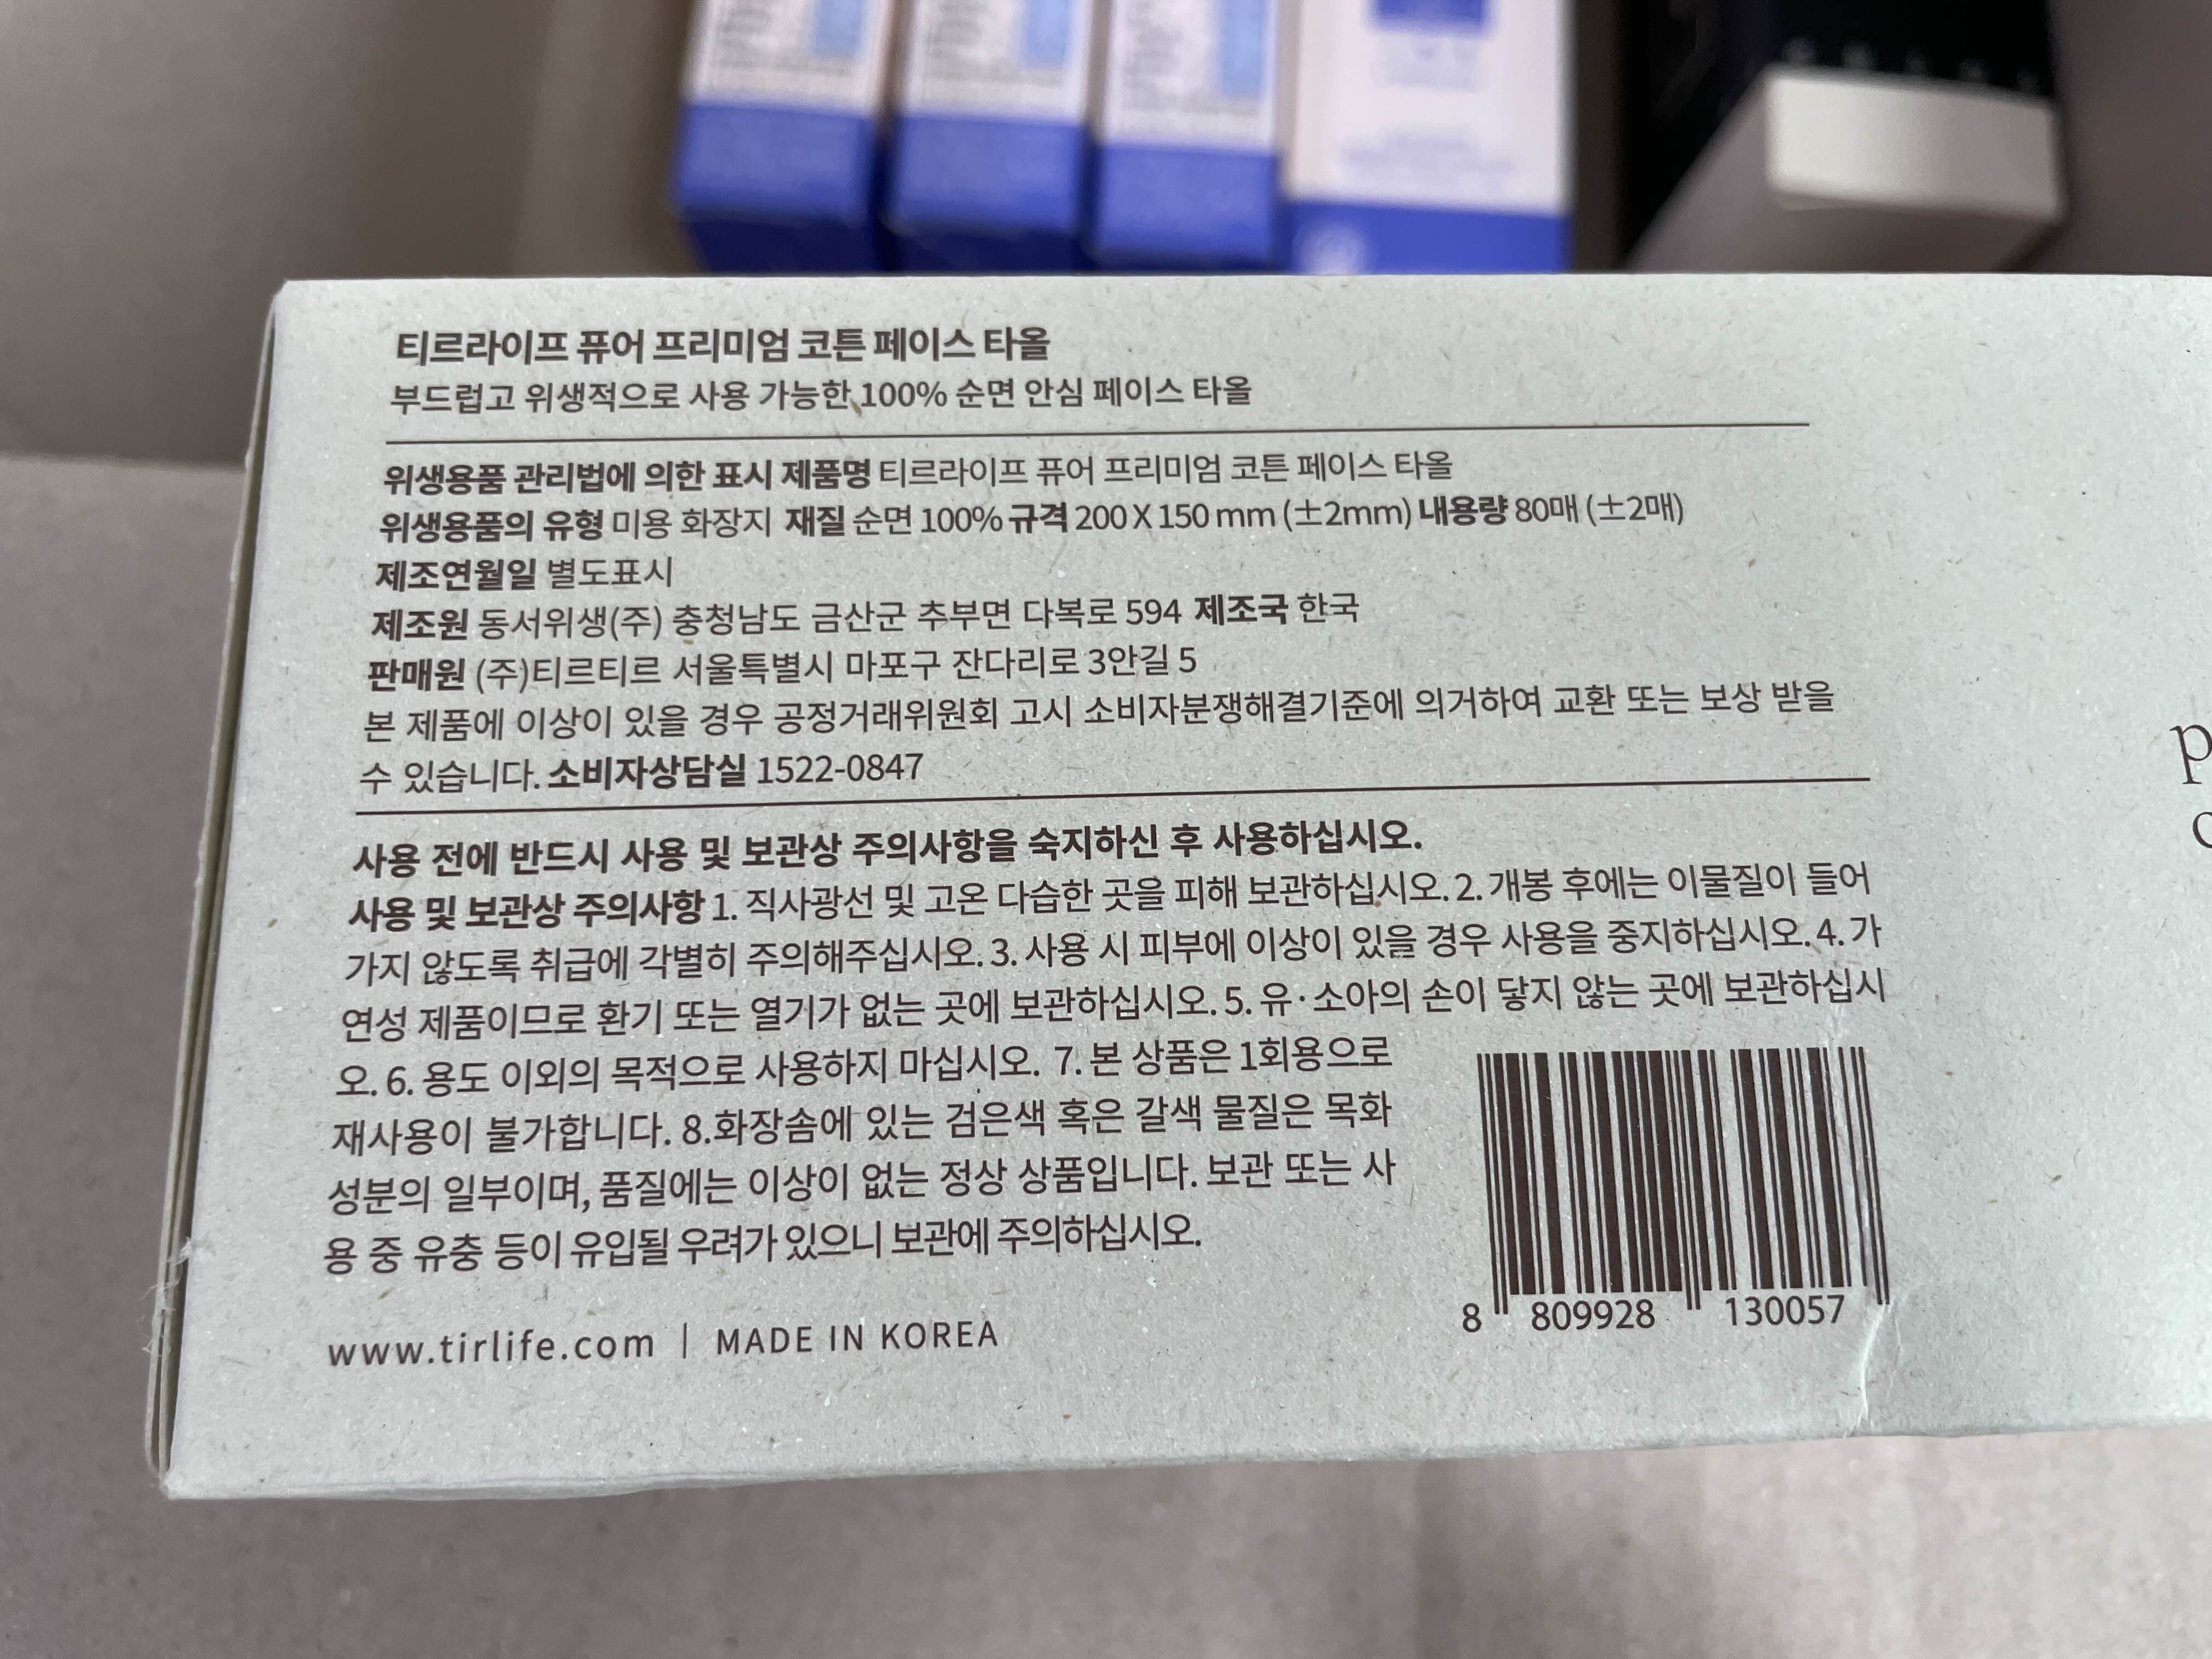 티르라이프 퓨어 프리미엄 코튼 페이스 타올
부드럽고 위생적으로 사용 가능한 100% 순면 안심 페이스 타올
위생용품 관리법에 의한 표시 제품명 티르라이프 퓨어 프리미엄 코튼 페이스 타올
위생용품의 유형 미용 화장지 재질 순면 100% 규격 200 X 150 mm (±2mm) 내용량 80매 (±2매)
제조연월일 별도표시
제조원 동서위생(주) 충청남도 금산군 추부면 다복로 594 제조국 한국
판매원 (주)티르티르 서울특별시 마포구 잔다리로 3안길 5
본 제품에 이상이 있을 경우 공정거래위원회 고시 소비자분쟁해결기준에 의거하여 교환 또는 보상 받을
수 있습니다. 소비자상담실 1522-0847
사용 전에 반드시 사용 및 보관상 주의사항을 숙지하신 후 사용하십시오.
사용 및 보관상 주의사항 1. 직사광선 및 고온 다습한 곳을 피해 보관하십시오. 2. 개봉 후에는 이물질이 들어
가지 않도록 취급에 각별히 주의해주십시오. 3. 사용 시 피부에 이상이 있을 경우 사용을 중지하십시오. 4. 가
연성 제품이므로 환기 또는 열기가 없는 곳에 보관하십시오. 5. 유·소아의 손이 닿지 않는 곳에 보관하십시
오. 6. 용도 이외의 목적으로 사용하지 마십시오. 7. 본 상품은 1회용으로
재사용이 불가합니다. 8.화장솜에 있는 검은색 혹은 갈색 물질은 목화
성분의 일부이며, 품질에는 이상이 없는 정상 상품입니다. 보관 또는 사
용 중 유충 등이 유입될 우려가 있으니 보관에 주의하십시오.
8 809928 130057
www.tirlife.com | MADE IN KOREA